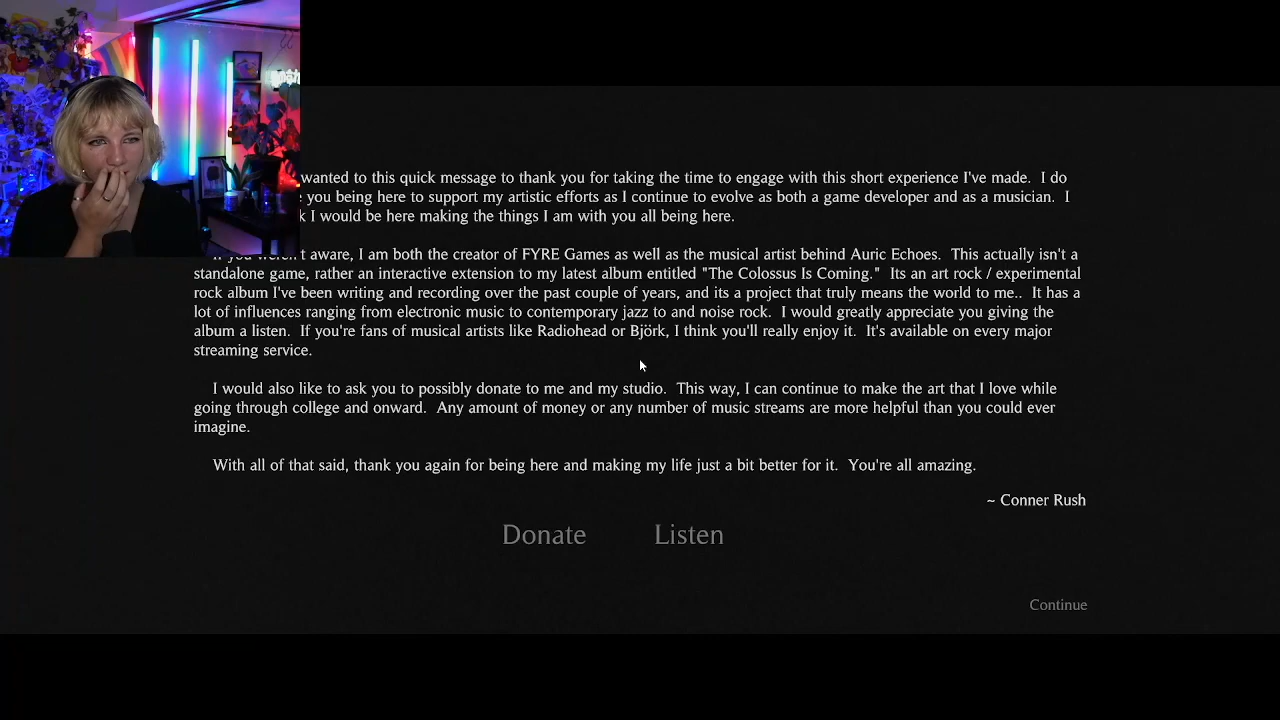 wanted to this quick message to thank you for taking the time to engage with this short experience I've made. I do
you being here to support my artistic efforts as I continue to evolve as both a game developer and as a musician. I
I would be here making the things I am with you all being here.
If you weren't aware, I am both the creator of FYRE Games as well as the musical artist behind Auric Echoes. This actually isn't a
standalone game, rather an interactive extension to my latest album entitled "The Colossus Is Coming." Its an art rock / experimental
rock album I've been writing and recording over the past couple of years, and its a project that truly means the world to me.. It has a
lot of influences ranging from electronic music to contemporary jazz to and noise rock. I would greatly appreciate you giving the
album a listen. If you're fans of musical artists like Radiohead or Björk, I think you'll really enjoy it. It's available on every major
streaming service.
I would also like to ask you to possibly donate to me and my studio. This way, I can continue to make the art that I love while
going through college and onward. Any amount of money or any number of music streams are more helpful than you could ever
imagine.
With all of that said, thank you again for being here and making my life just a bit better for it. You're all amazing.
~ Conner Rush
Donate Listen
Continue